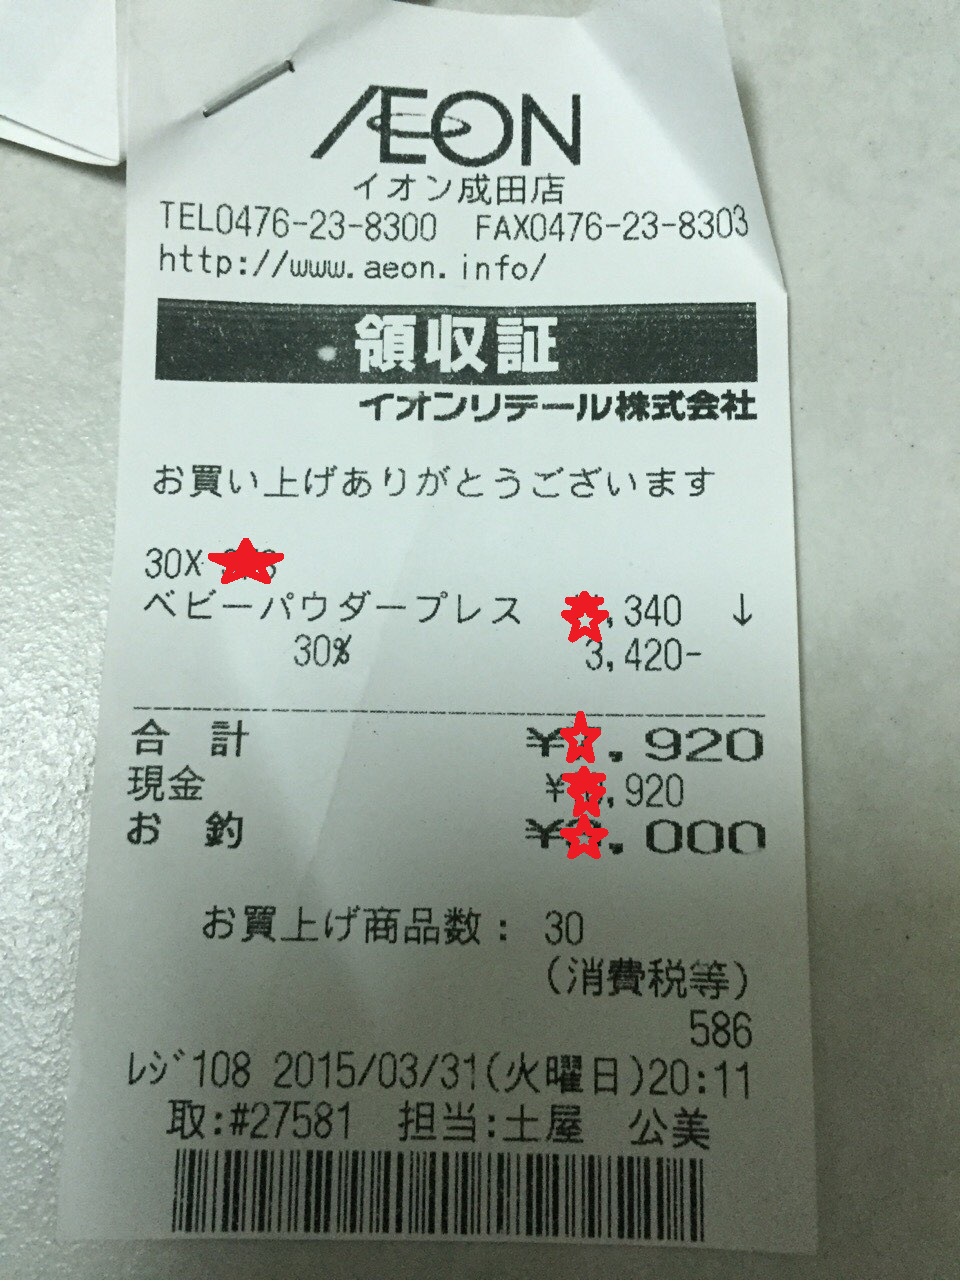 AEON
イオン成田店
TEL0476-23-8300 FAX0476-23-8303
http://www.aeon.info/
領収証
イオンリテール株式会社
お買い上げありがとうございます
30X
ベビーパウダープレス ,340 ↓
30% 3,420-
合 計 ¥ ,920
現金 ¥ ,920
お 釣 ¥ ,000
お買上げ商品数: 30
(消費税等)
586
レジ108 2015/03/31(火曜日)20:11
取:#27581 担当:土屋 公美